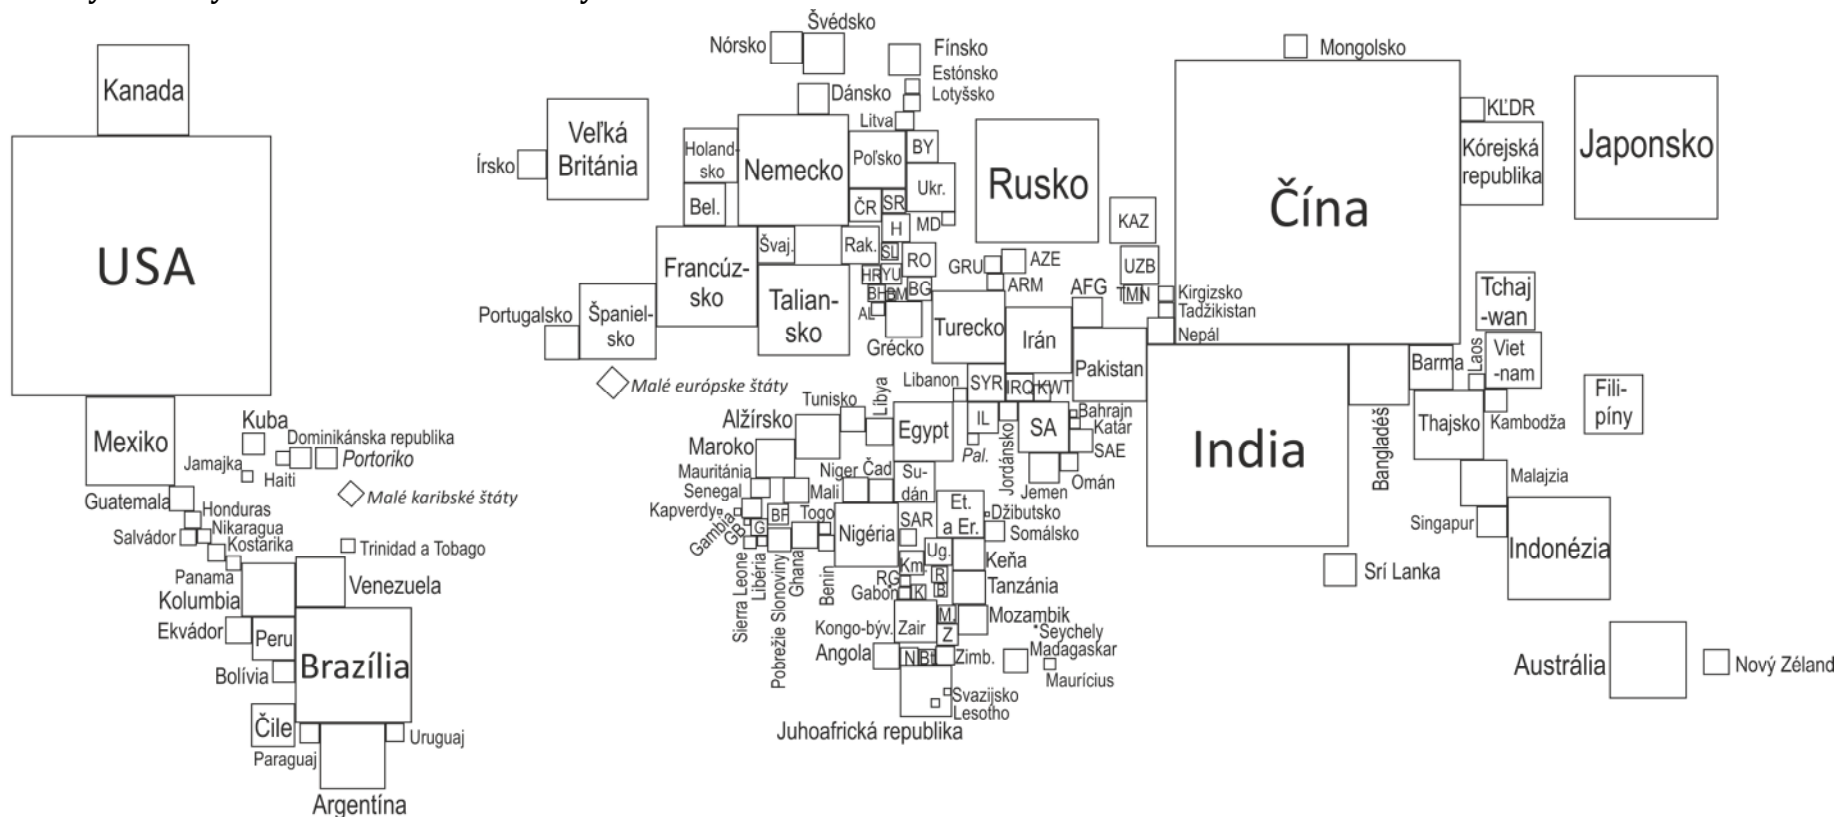 Kanada
USA
Mexiko
Kuba
Dominikánska republika
Jamajka
Haiti
Portoriko
Malé karibské štáty
Guatemala
Honduras
Salvádor
Nikaragua
Kostarika
Panama
Trinidad a Tobago
Kolumbia
Venezuela
Ekvádor
Peru
Brazília
Bolívia
Čile
Paraguaj
Uruguaj
Argentína
Švédsko
Nórsko
Fínsko
Estónsko
Lotyšsko
Dánsko
Litva
Veľká
Británia
Írsko
Holand-
sko
Nemecko
Poľsko
BY
Ukr.
Bel.
ČR
SR
MD
H
Švaj.
Rak.
SL
RO
Francúz-
sko
Talian-
sko
HR
YU
BH
BM
BG
AL
Portugalsko
Španiel-
sko
Grécko
Malé európske štáty
Rusko
KAZ
UZB
TMN
GRU
AZE
ARM
AFG
Turecko
Irán
Pakistan
Kirgizsko
Tadžikistan
Nepál
Libanon
SYR
IRQ
KWT
IL
Pal.
Jordánsko
SA
Bahrajn
Katár
SAE
Omán
Jemen
Tunisko
Libya
Alžírsko
Egypt
Maroko
Mauritánia
Niger
Čad
Su-
dán
Senegal
Mali
Kapverdy
Gambia
GB
G
BF
Togo
Nigéria
SAR
Et.
a Er.
Džibutsko
Somálsko
Sierra Leone
Libéria
Pobrežie Slonoviny
Ghana
Benin
Km.
Ug.
Keňa
RG
R
Gabon
K
B
Tanzánia
Kongo-býv.
Zair
M.
Mozambik
Z
Seychely
Madagaskar
Angola
N
Bt
Zimb.
Maurícius
Svazijsko
Lesotho
Juhoafrická republika
Mongolsko
Čína
KĽDR
Kórejská
republika
Japonsko
Tchaj
-wan
India
Bangladéš
Barma
Laos
Viet
-nam
Thajsko
Kambodža
Fili-
píny
Malajzia
Singapur
Indonézia
Srí Lanka
Austrália
Nový Zéland